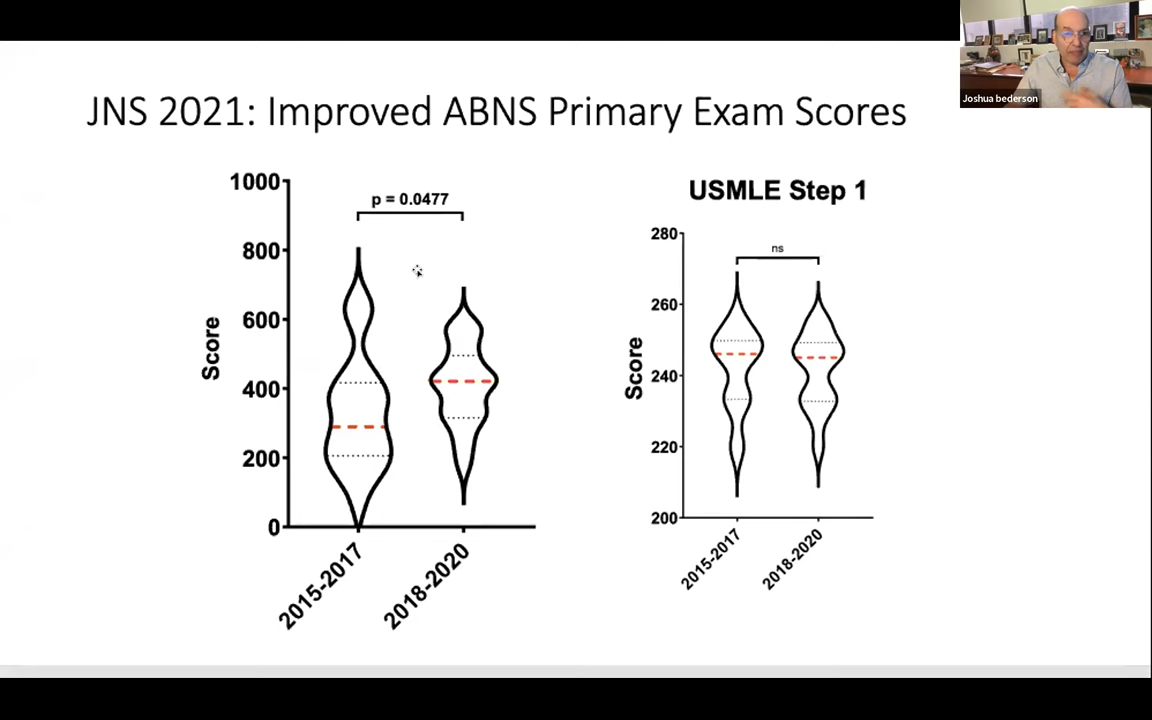 Joshua bederson
JNS 2021: Improved ABNS Primary Exam Scores
1000
800
600
400
200
0
Score
p = 0.0477
2015-2017
2018-2020
USMLE Step 1
280
260
240
220
200
Score
ns
2015-2017
2018-2020